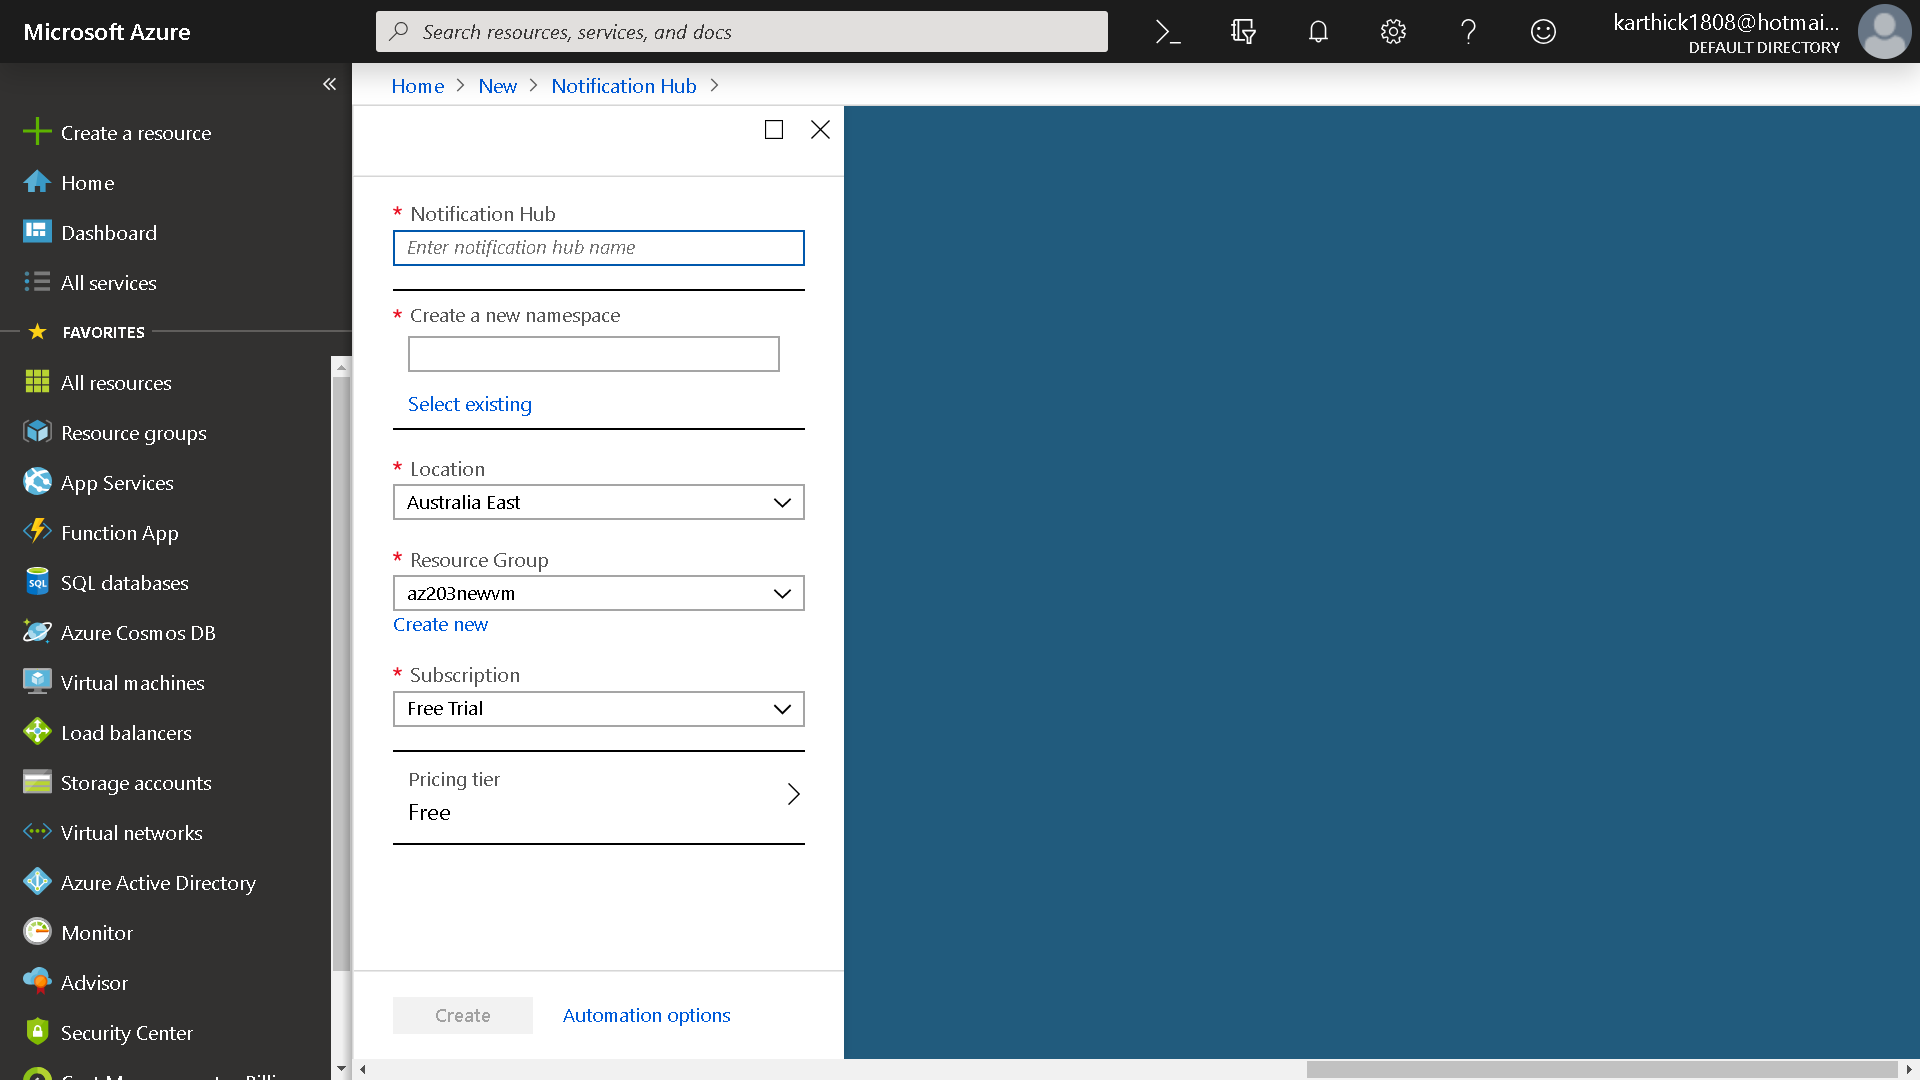 Microsoft Azure
Search resources, services, and docs
karthick1808@hotmai...
DEFAULT DIRECTORY
Home
New
Notification Hub
Create a resource
Home
Dashboard
All services
FAVORITES
All resources
Resource groups
App Services
Function App
SQL databases
Azure Cosmos DB
Virtual machines
Load balancers
Storage accounts
Virtual networks
Azure Active Directory
Monitor
Advisor
Security Center
* Notification Hub
Enter notification hub name
* Create a new namespace
Select existing
* Location
Australia East
* Resource Group
az203newvm
Create new
* Subscription
Free Trial
Pricing tier
Free
Create
Automation options